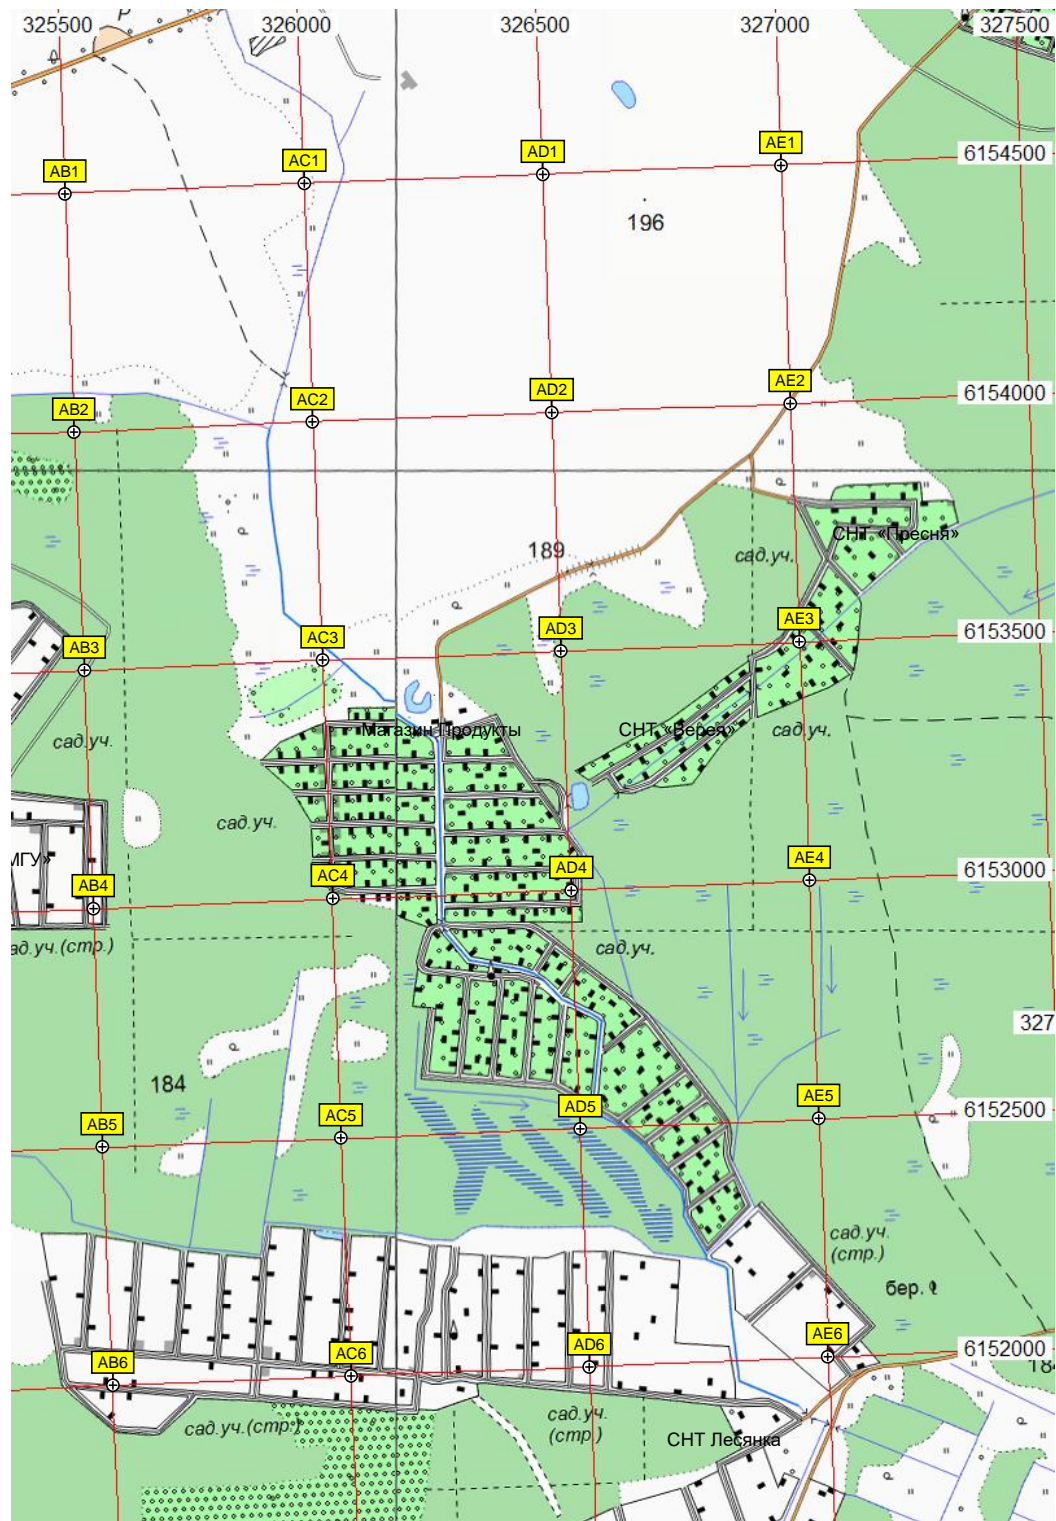 325500 326000 326500 327000 327500
Р
AE1
AD1
6154500
AC1
AB1
196
AE2
AD2
6154000
AC2
AB2
СНТ «Пресня»
189
сад.уч.
AE3
AD3
6153500
AC3
AB3
сад.уч.
Магазин Продукты
СНТ «Верея»
сад.уч.
сад.уч.
МГУ»
AE4
AD4
6153000
AC4
AB4
ад.уч.(стр.)
сад.уч.
327
184
AE5
AD5
6152500
AC5
AB5
сад.уч.
(стр.)
бер.
AE6
AD6
6152000
AC6
AB6
184
сад.уч.(стр.)
сад.уч.
(стр.)
СНТ Лесянка